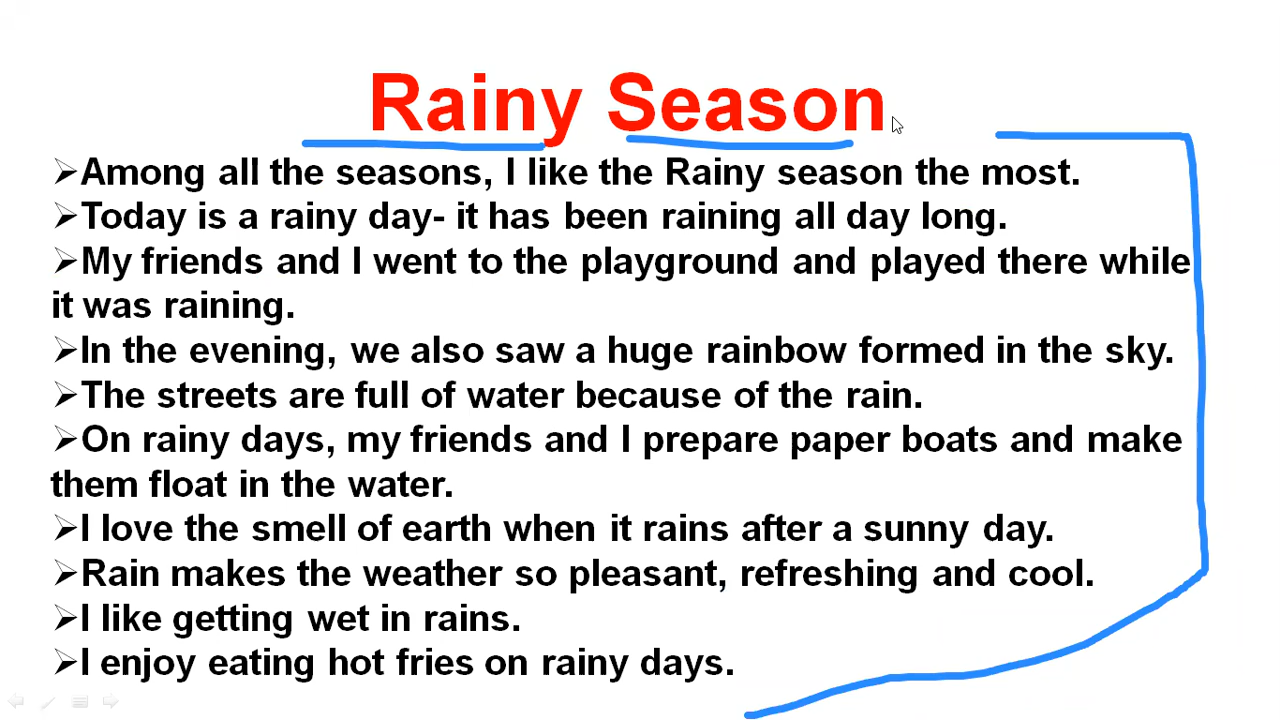 Rainy Season
➢Among all the seasons, I like the Rainy season the most.
➢Today is a rainy day- it has been raining all day long.
➢My friends and I went to the playground and played there while
it was raining.
➢In the evening, we also saw a huge rainbow formed in the sky.
➢The streets are full of water because of the rain.
➢On rainy days, my friends and I prepare paper boats and make
them float in the water.
➢I love the smell of earth when it rains after a sunny day.
➢Rain makes the weather so pleasant, refreshing and cool.
➢I like getting wet in rains.
➢I enjoy eating hot fries on rainy days.